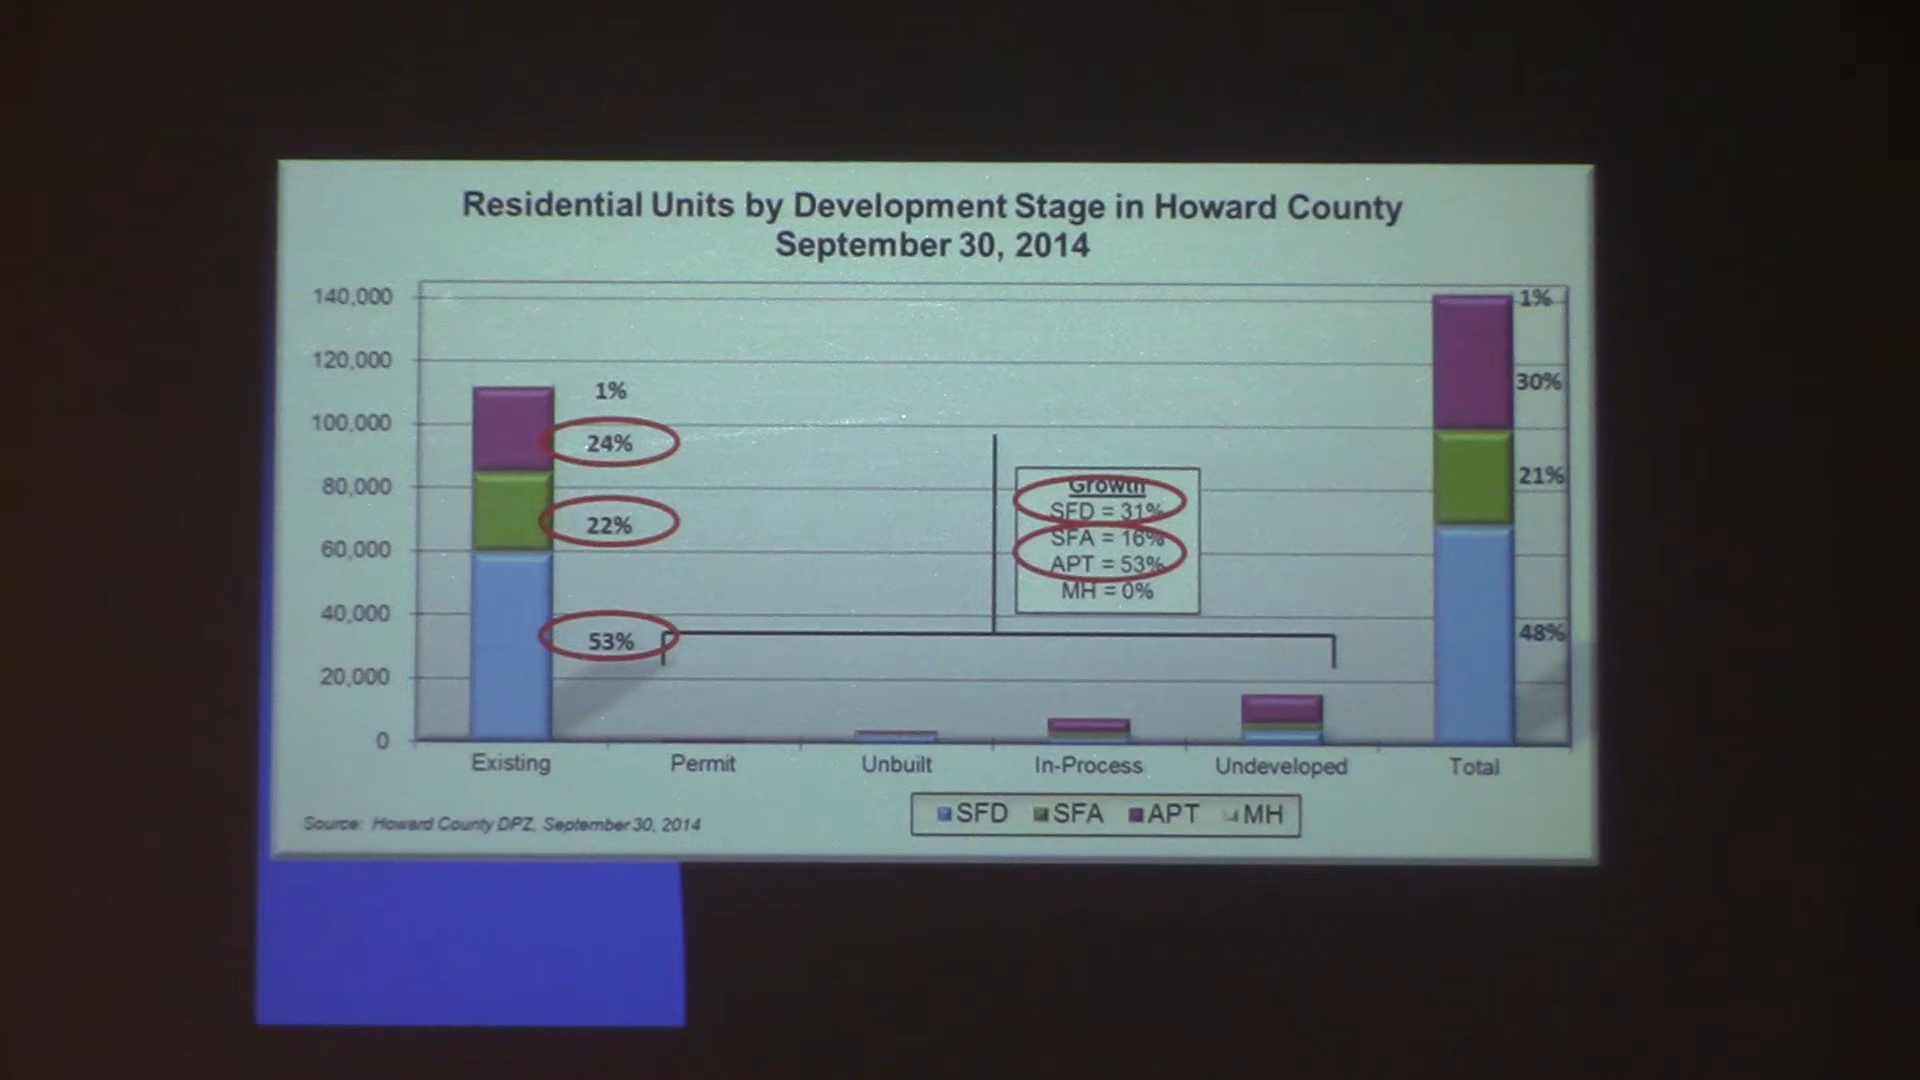 Residential Units by Development Stage in Howard County
September 30, 2014
140,000
120,000
100,000
80,000
60,000
40,000
20,000
0
1%
24%
22%
53%
Growth
SFD = 31%
SFA = 16%
APT = 53%
MH = 0%
1%
30%
21%
48%
Existing
Permit
Unbuilt
In-Process
Undeveloped
Total
SFD SFA APT MH
Source: Howard County DPZ, September 30, 2014